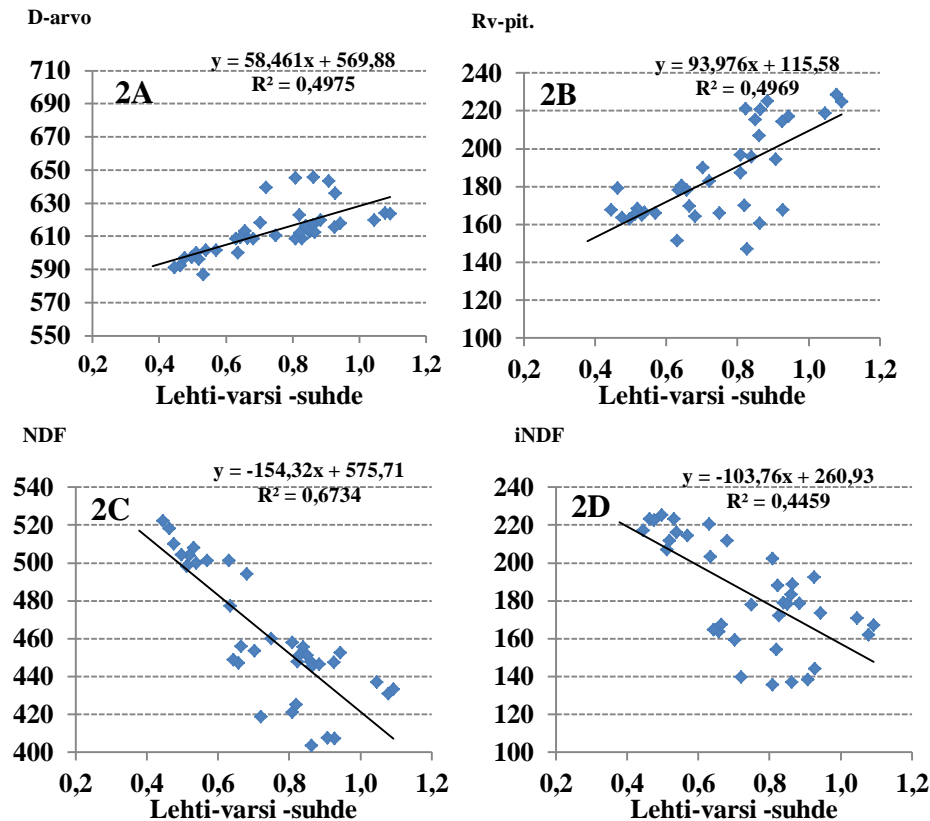 D-arvo
y = 58,461x + 569,88
R² = 0,4975
2A
710
690
670
650
630
610
590
570
550
0,2 0,4 0,6 0,8 1,0 1,2
Lehti-varsi -suhde
Rv-pit.
y = 93,976x + 115,58
R² = 0,4969
2B
240
220
200
180
160
140
120
100
0,2 0,4 0,6 0,8 1,0 1,2
Lehti-varsi -suhde
NDF
y = -154,32x + 575,71
R² = 0,6734
2C
540
520
500
480
460
440
420
400
0,2 0,4 0,6 0,8 1,0 1,2
Lehti-varsi -suhde
iNDF
y = -103,76x + 260,93
R² = 0,4459
2D
240
220
200
180
160
140
120
100
0,2 0,4 0,6 0,8 1,0 1,2
Lehti-varsi -suhde